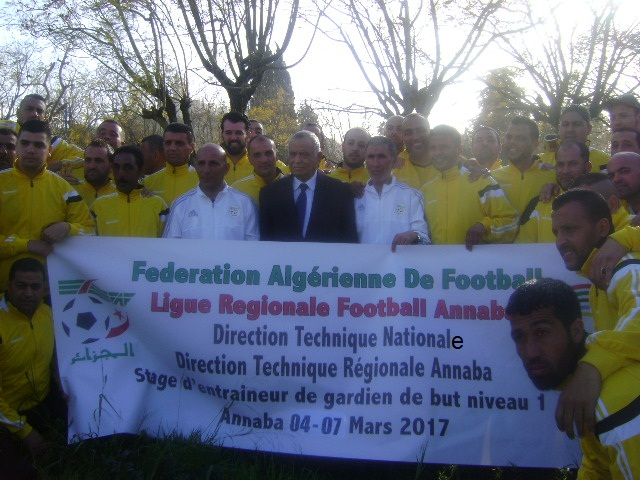 Federation Algérienne De Football
Ligue Regionale Football Annaba
Direction Technique Nationale
Direction Technique Régionale Annaba
Stage d'entraineur de gardien de but niveau 1
Annaba 04-07 Mars 2017
الجزائر